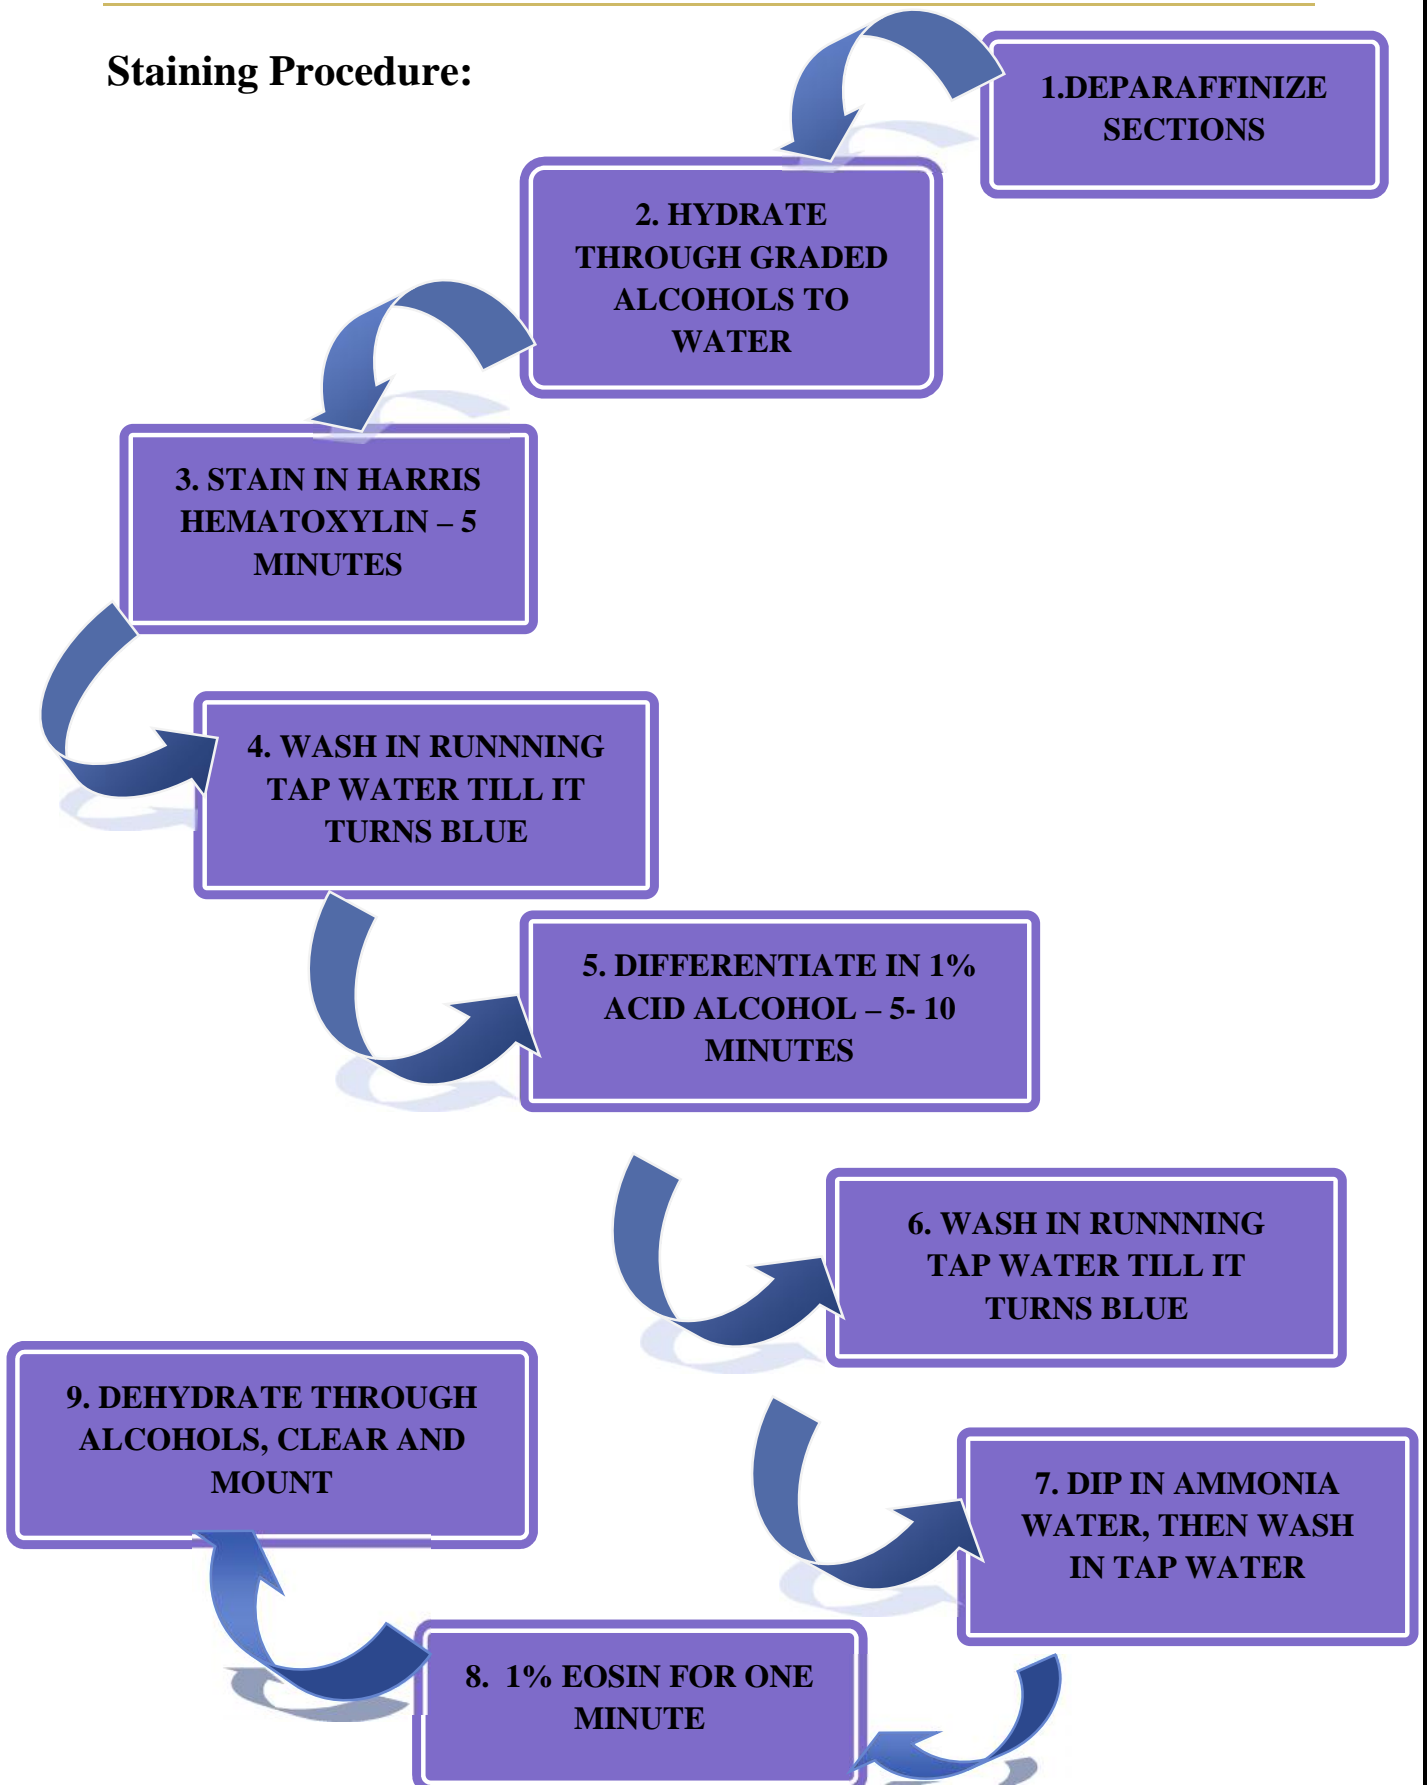 Staining Procedure:
1.DEPARAFFINIZE
SECTIONS
2. HYDRATE
THROUGH GRADED
ALCOHOLS TO
WATER
3. STAIN IN HARRIS
HEMATOXYLIN – 5
MINUTES
4. WASH IN RUNNNING
TAP WATER TILL IT
TURNS BLUE
5. DIFFERENTIATE IN 1%
ACID ALCOHOL – 5- 10
MINUTES
6. WASH IN RUNNNING
TAP WATER TILL IT
TURNS BLUE
7. DIP IN AMMONIA
WATER, THEN WASH
IN TAP WATER
8.  1% EOSIN FOR ONE
MINUTE
9. DEHYDRATE THROUGH
ALCOHOLS, CLEAR AND
MOUNT